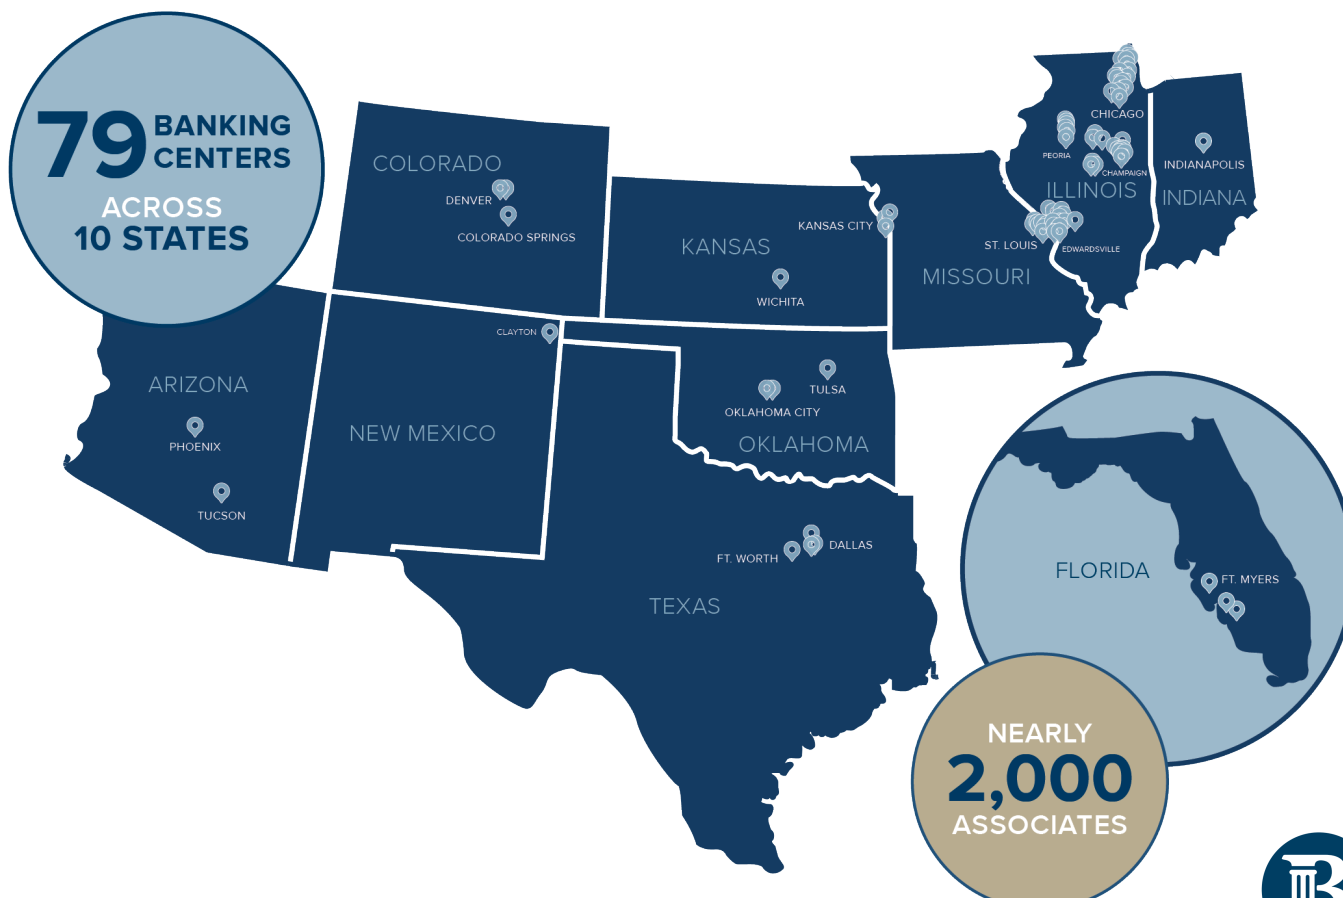 79 BANKING
CENTERS
ACROSS
10 STATES
COLORADO
DENVER
COLORADO SPRINGS
KANSAS
KANSAS CITY
WICHITA
CHICAGO
PEORIA
CHAMPAIGN
ILLINOIS
INDIANAPOLIS
INDIANA
ST. LOUIS
EDWARDSVILLE
MISSOURI
CLAYTON
ARIZONA
PHOENIX
TUCSON
NEW MEXICO
TULSA
OKLAHOMA CITY
OKLAHOMA
FT. WORTH
DALLAS
TEXAS
FLORIDA
FT. MYERS
NEARLY
2,000
ASSOCIATES
B